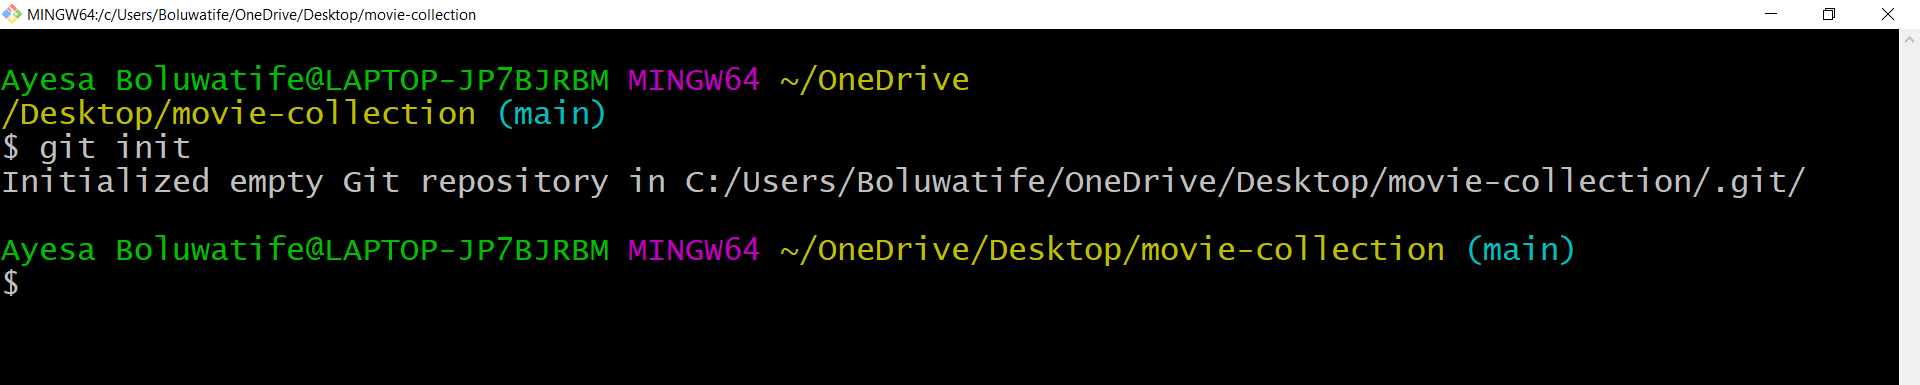 MINGW64:/c/Users/Boluwatife/OneDrive/Desktop/movie-collection
Ayesa Boluwatife@LAPTOP-JP7BJRBM MINGW64 ~/OneDrive
/Desktop/movie-collection (main)
$ git init
Initialized empty Git repository in C:/Users/Boluwatife/OneDrive/Desktop/movie-collection/.git/
Ayesa Boluwatife@LAPTOP-JP7BJRBM MINGW64 ~/OneDrive/Desktop/movie-collection (main)
$